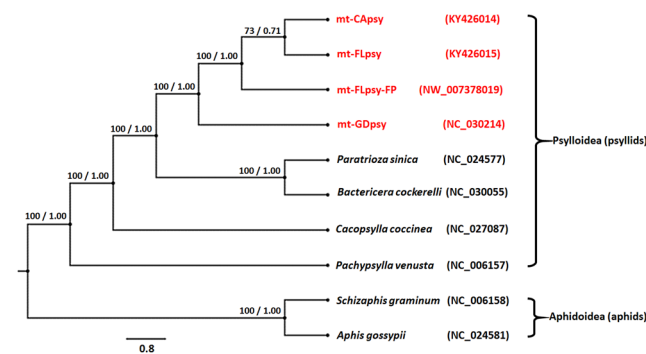 mt-CApsy (KY426014)
73 / 0.71
mt-FLpsy (KY426015)
100 / 1.00
100 / 1.00
mt-FLpsy-FP (NW_007378019)
100 / 1.00
mt-GDpsy (NC_030214)
100 / 1.00
Psylloidea (psyllids)
Paratrioza sinica (NC_024577)
100 / 1.00
100 / 1.00
Bactericera cockerelli (NC_030055)
100 / 1.00
Cacopsylla coccinea (NC_027087)
Pachypsylla venusta (NC_006157)
Schizaphis graminum (NC_006158)
100 / 1.00
Aphidoidea (aphids)
Aphis gossypii (NC_024581)
0.8